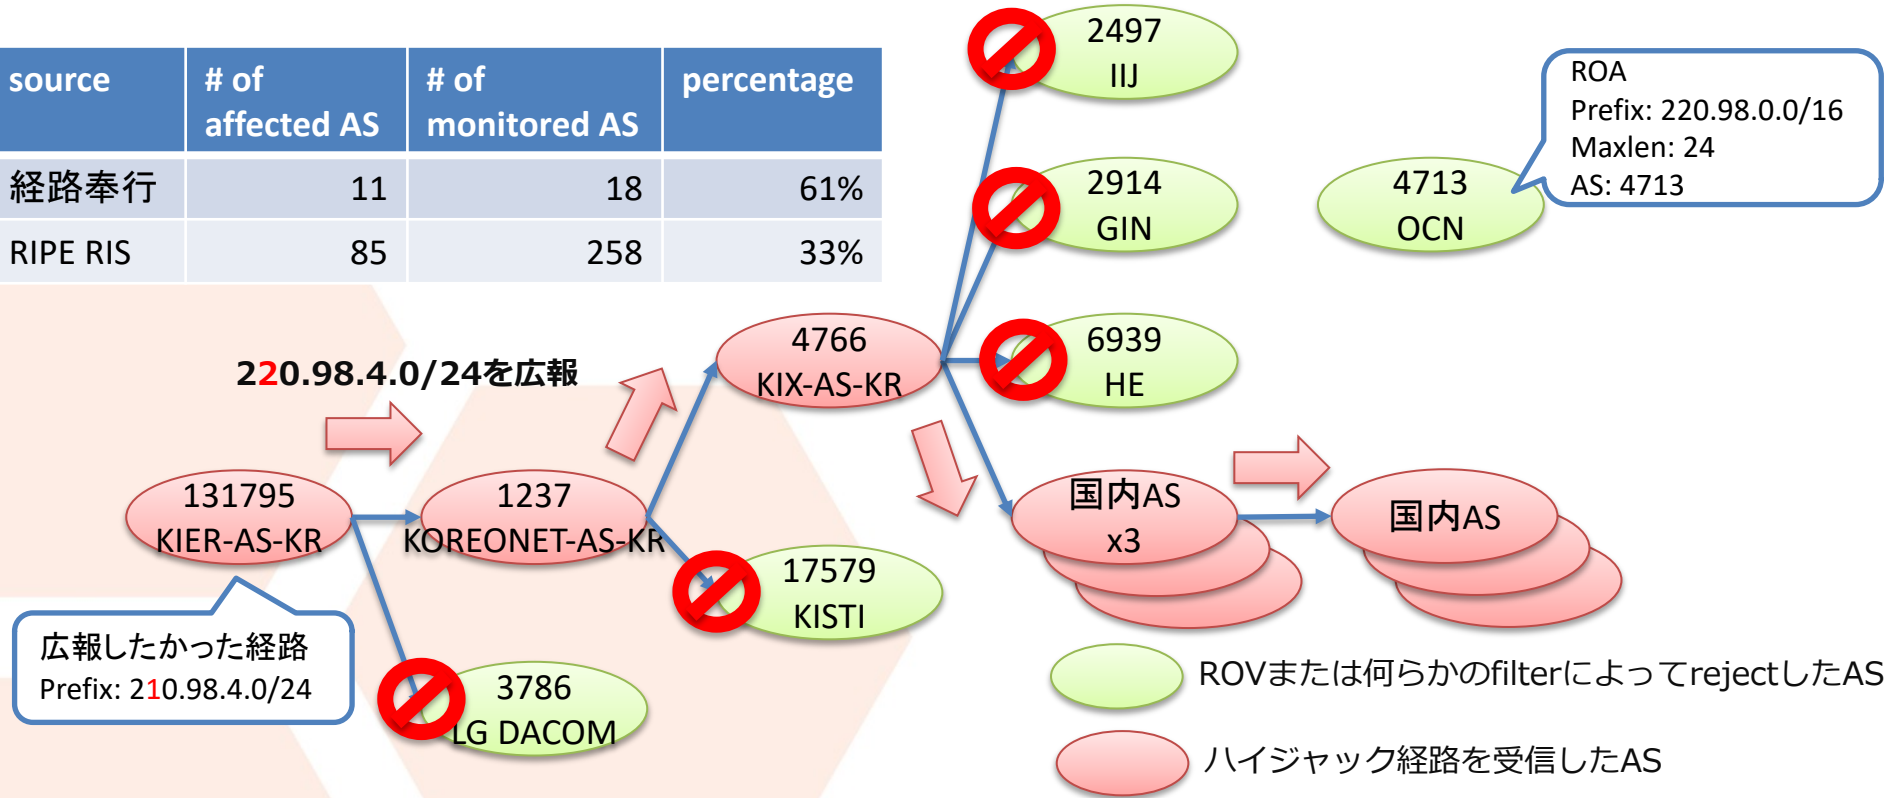 source
# of
affected AS
# of
monitored AS
percentage
経路奉行
11
18
61%
RIPE RIS
85
258
33%
2497
IIJ
2914
GIN
4713
OCN
ROA
Prefix: 220.98.0.0/16
Maxlen: 24
AS: 4713
6939
HE
4766
KIX-AS-KR
220.98.4.0/24を広報
131795
KIER-AS-KR
1237
KOREONET-AS-KR
国内AS
x3
国内AS
17579
KISTI
広報したかった経路
Prefix: 210.98.4.0/24
3786
LG DACOM
ROVまたは何らかのfilterによってrejectしたAS
ハイジャック経路を受信したAS